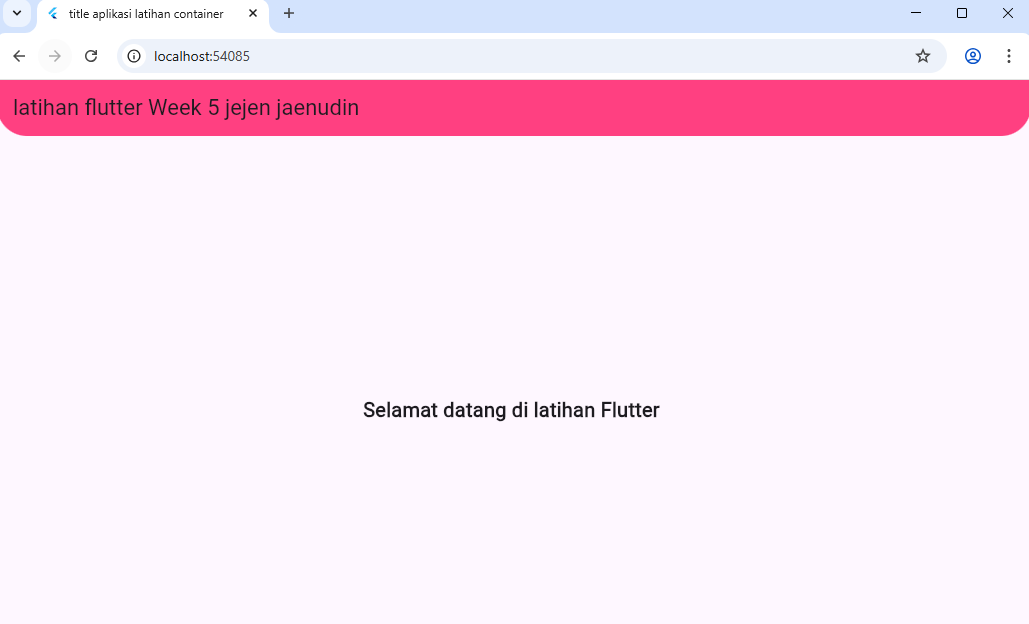 title aplikasi latihan container
localhost:54085
latihan flutter Week 5 jejen jaenudin
Selamat datang di latihan Flutter